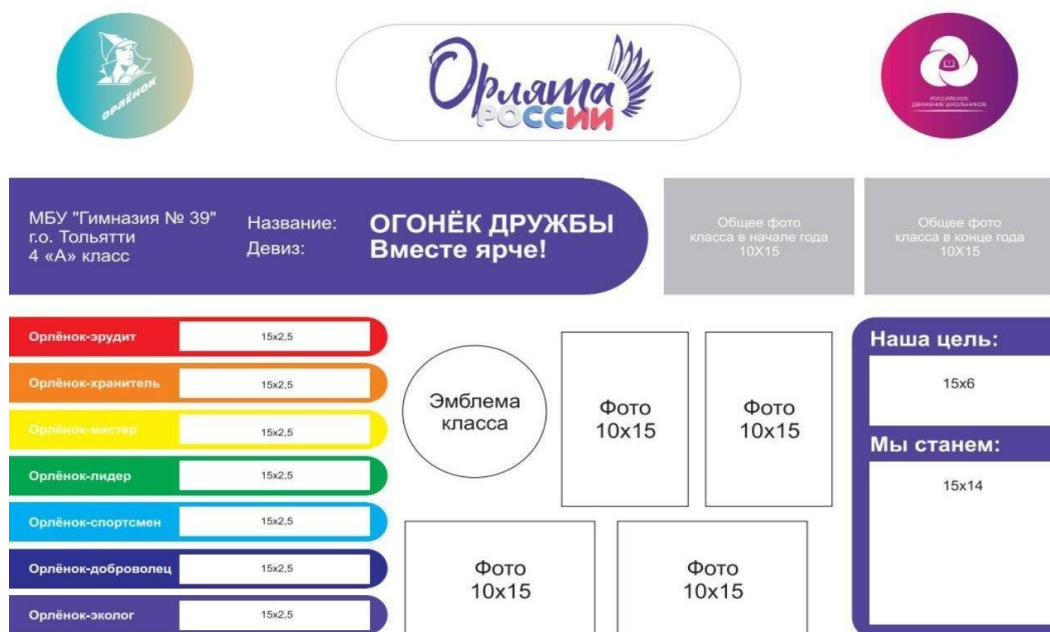 ОРЛЁНОК
Орлята
РОССИИ
РОССИЙСКОЕ
ДВИЖЕНИЕ ШКОЛЬНИКОВ
МБУ "Гимназия № 39"
г.о. Тольятти
4 «А» класс
Название:
Девиз:
ОГОНЁК ДРУЖБЫ
Вместе ярче!
Общее фото
класса в начале года
10Х15
Общее фото
класса в конце года
10Х15
Орлёнок-эрудит
15х2,5
Орлёнок-хранитель
15х2,5
Орлёнок-мастер
15х2,5
Орлёнок-лидер
15х2,5
Орлёнок-спортсмен
15х2,5
Орлёнок-доброволец
15х2,5
Орлёнок-эколог
15х2,5
Эмблема
класса
Фото
10х15
Фото
10х15
Фото
10х15
Фото
10х15
Наша цель:
15х6
Мы станем:
15х14